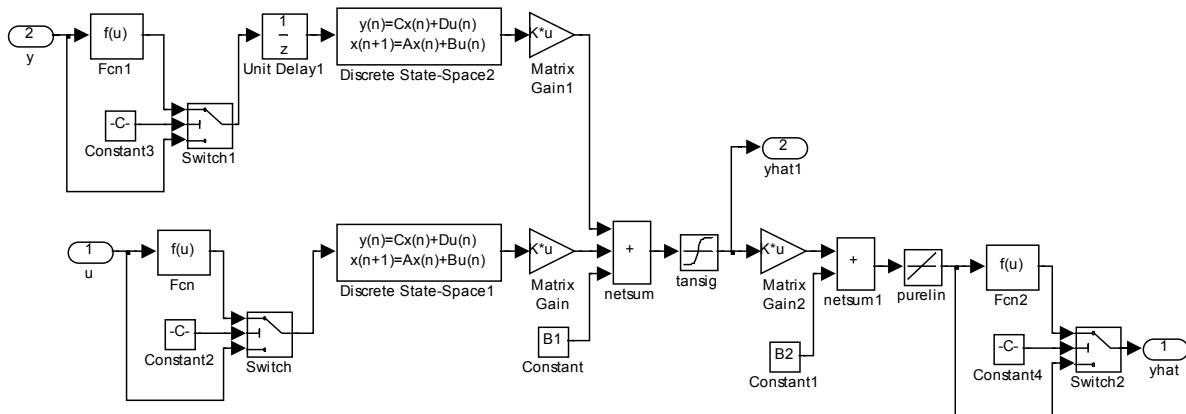 2
y
f(u)
Fcn1
-C-
Constant3
Switch1
1
z
Unit Delay1
y(n)=Cx(n)+Du(n)
x(n+1)=Ax(n)+Bu(n)
Discrete State-Space2
K*u
Matrix
Gain1
2
yhat1
1
u
f(u)
Fcn
-C-
Constant2
Switch
y(n)=Cx(n)+Du(n)
x(n+1)=Ax(n)+Bu(n)
Discrete State-Space1
K*u
Matrix
Gain
B1
Constant
+
netsum
tansig
K*u
Matrix
Gain2
B2
Constant1
+
netsum1
purelin
f(u)
Fcn2
-C-
Constant4
Switch2
1
yhat